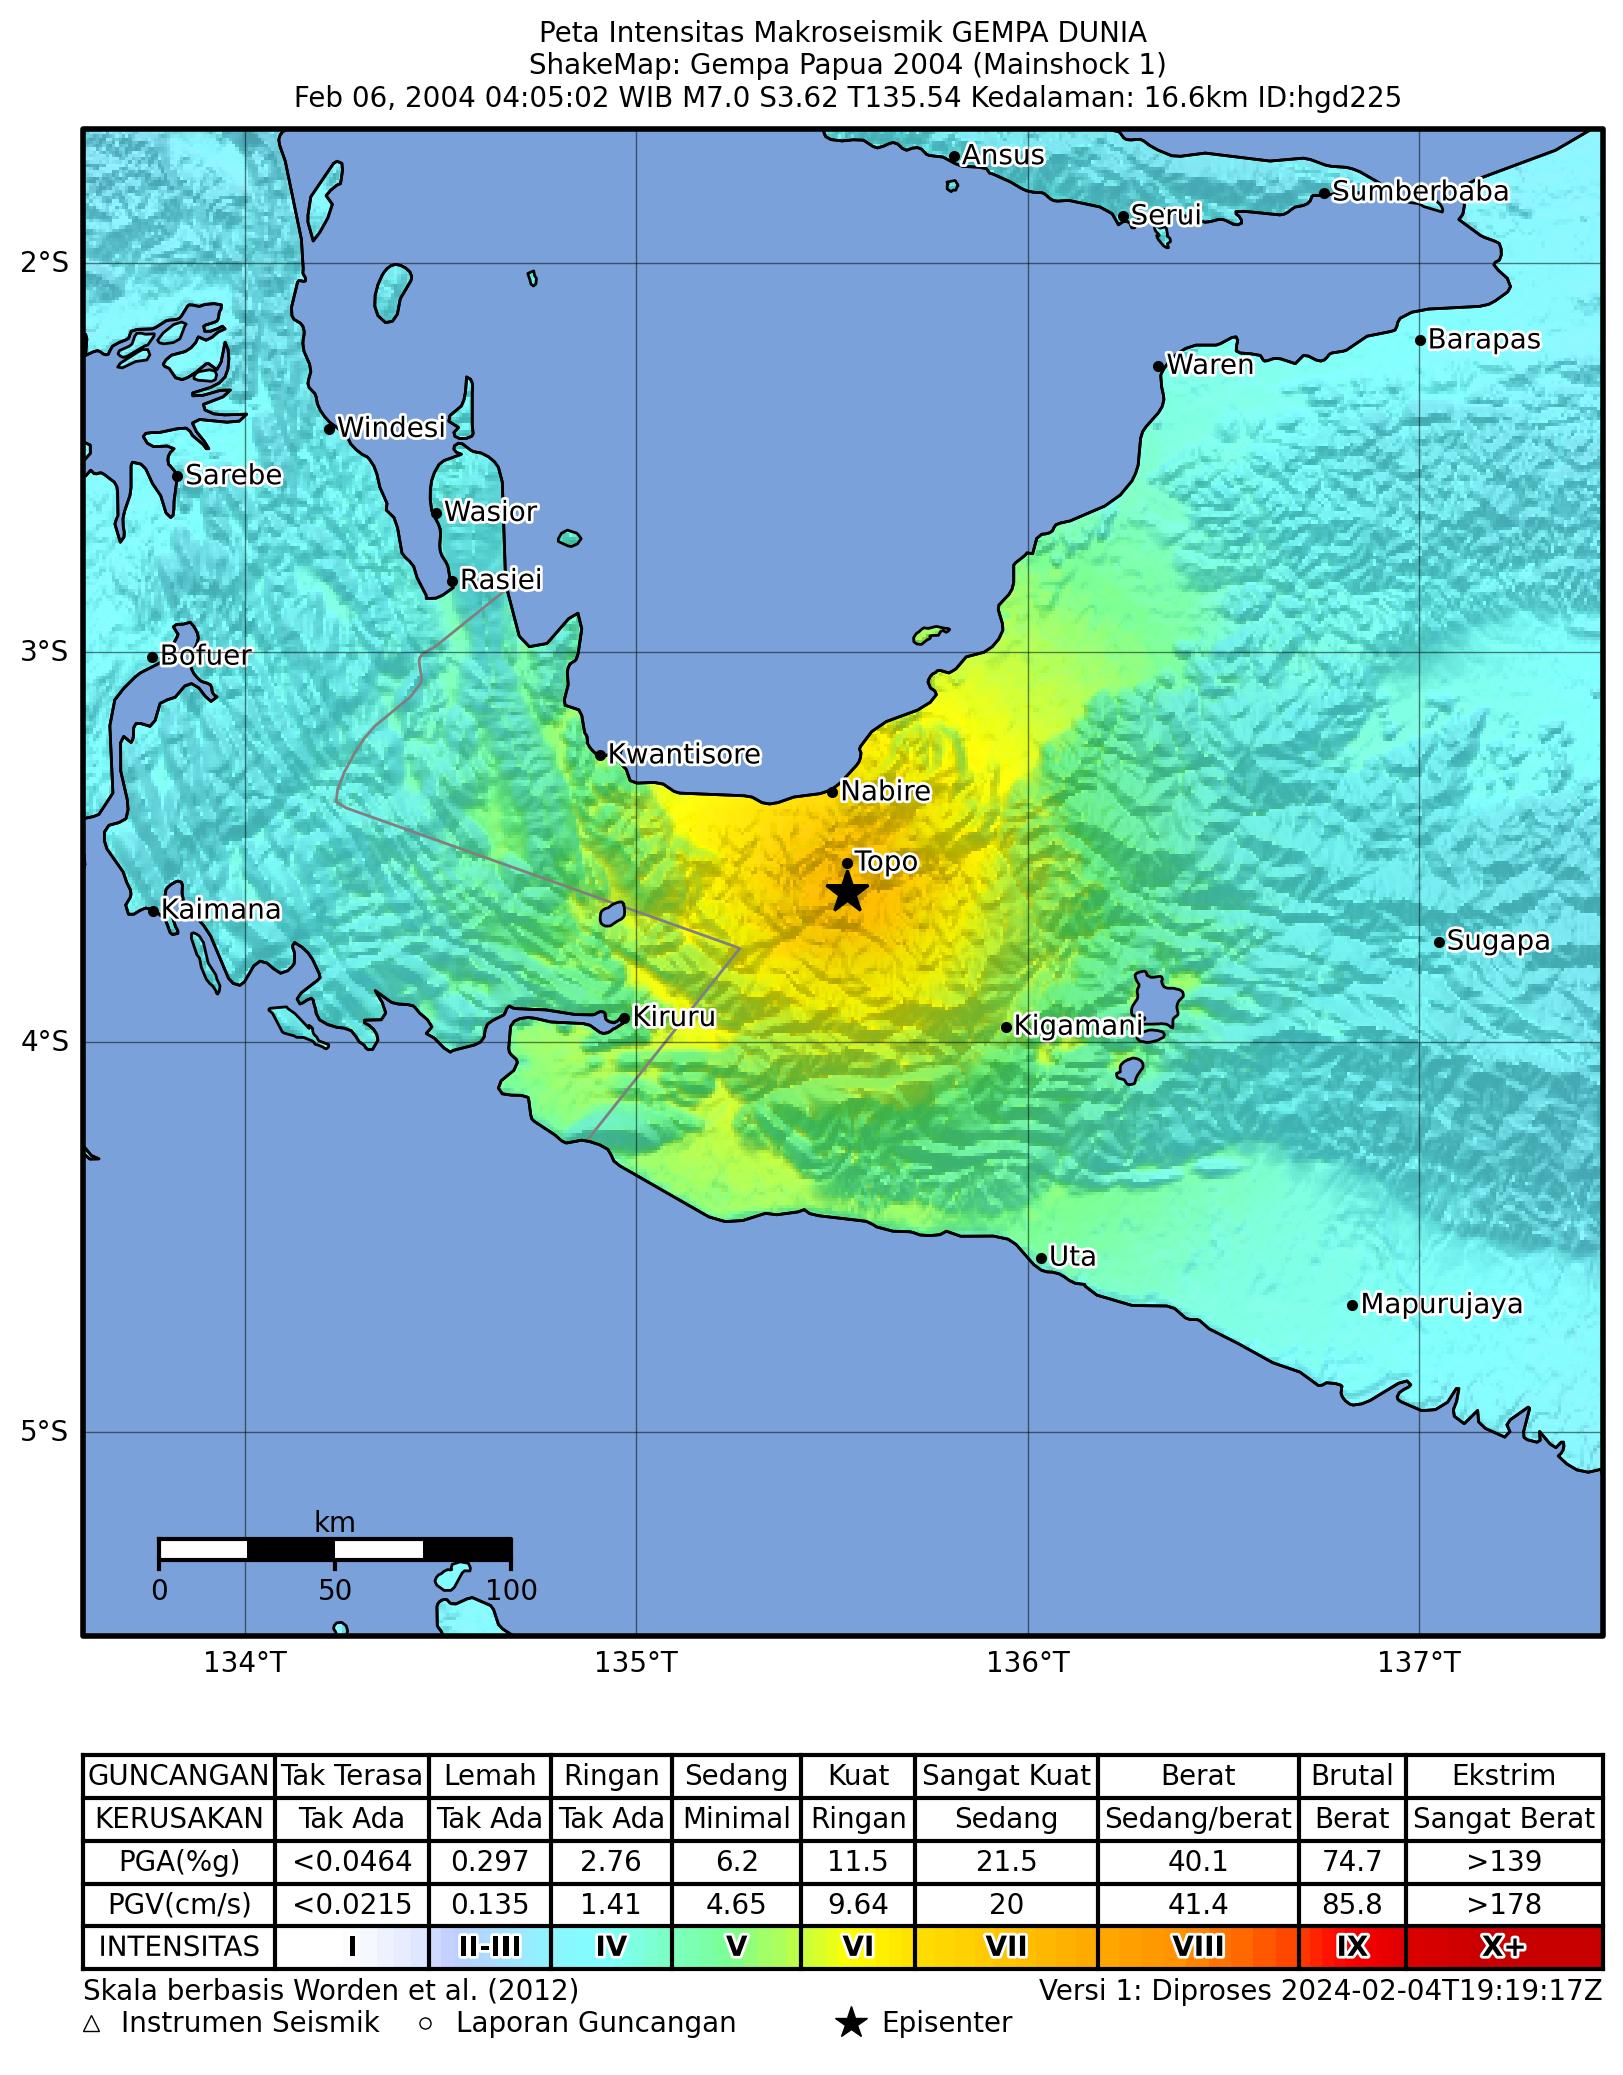 Peta Intensitas Makroseismik GEMPA DUNIA
ShakeMap: Gempa Papua 2004 (Mainshock 1)
Feb 06, 2004 04:05:02 WIB M7.0 S3.62 T135.54 Kedalaman: 16.6km ID:hgd225
Ansus
Sumberbaba
Serui
2°S
Barapas
Waren
Windesi
Sarebe
Wasior
Rasiei
3°S
Bofuer
Kwantisore
Nabire
Topo
Kaimana
Sugapa
Kiruru
Kigamani
4°S
Uta
Mapurujaya
5°S
km
0 50 100
134°T 135°T 136°T 137°T
GUNCANGAN Tak Terasa Lemah Ringan Sedang Kuat Sangat Kuat Berat Brutal Ekstrim
KERUSAKAN Tak Ada Tak Ada Tak Ada Minimal Ringan Sedang Sedang/berat Berat Sangat Berat
PGA(%g) <0.0464 0.297 2.76 6.2 11.5 21.5 40.1 74.7 >139
PGV(cm/s) <0.0215 0.135 1.41 4.65 9.64 20 41.4 85.8 >178
INTENSITAS I II-III IV V VI VII VIII IX X+
Skala berbasis Worden et al. (2012) Versi 1: Diproses 2024-02-04T19:19:17Z
Instrumen Seismik Laporan Guncangan Episenter